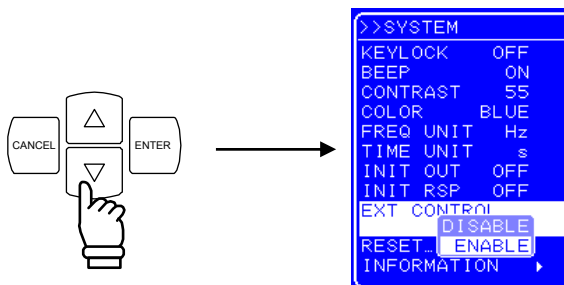 CANCEL
ENTER
>>SYSTEM
KEYLOCK OFF
BEEP ON
CONTRAST 55
COLOR BLUE
FREQ UNIT Hz
TIME UNIT s
INIT OUT OFF
INIT RSP OFF
EXT CONTROL
DISABLE
RESET… ENABLE
INFORMATION